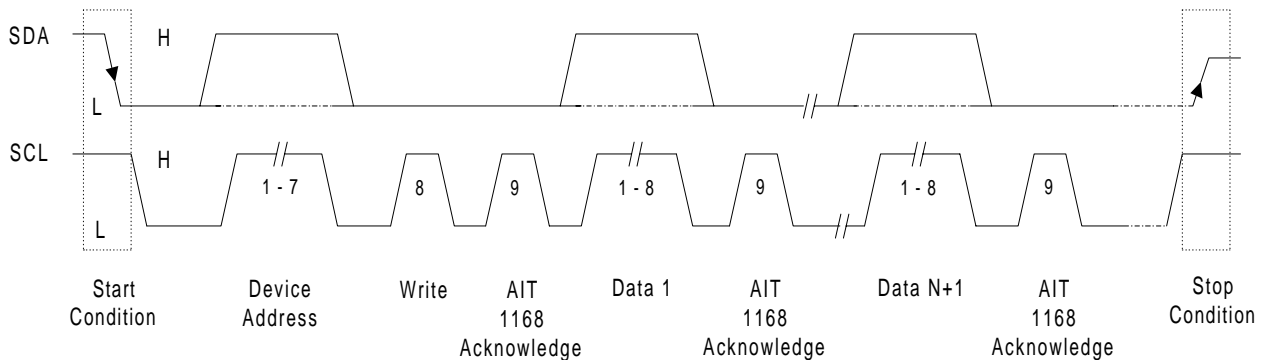 SDA
H
L
SCL
H
1 - 7
8
9
1 - 8
9
1 - 8
9
L
Start
Condition
Device
Address
Write
AIT
1168
Acknowledge
Data 1
AIT
1168
Acknowledge
Data N+1
AIT
1168
Acknowledge
Stop
Condition